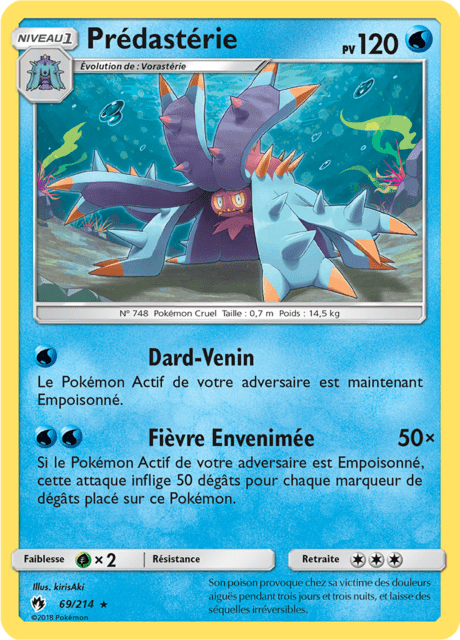 NIVEAU 1
Prédastérie
PV 120
Évolution de : Vorastérie
N° 748 Pokémon Cruel Taille : 0,7 m Poids : 14,5 kg
Dard-Venin
Le Pokémon Actif de votre adversaire est maintenant
Empoisonné.
Fièvre Envenimée 50×
Si le Pokémon Actif de votre adversaire est Empoisonné,
cette attaque inflige 50 dégâts pour chaque marqueur de
dégâts placé sur ce Pokémon.
Faiblesse × 2 Résistance Retraite
Illus. kirisAki
69/214 ★
©2018 Pokémon
Son poison provoque chez sa victime des douleurs
aiguës pendant trois jours et trois nuits, et laisse des
séquelles irréversibles.